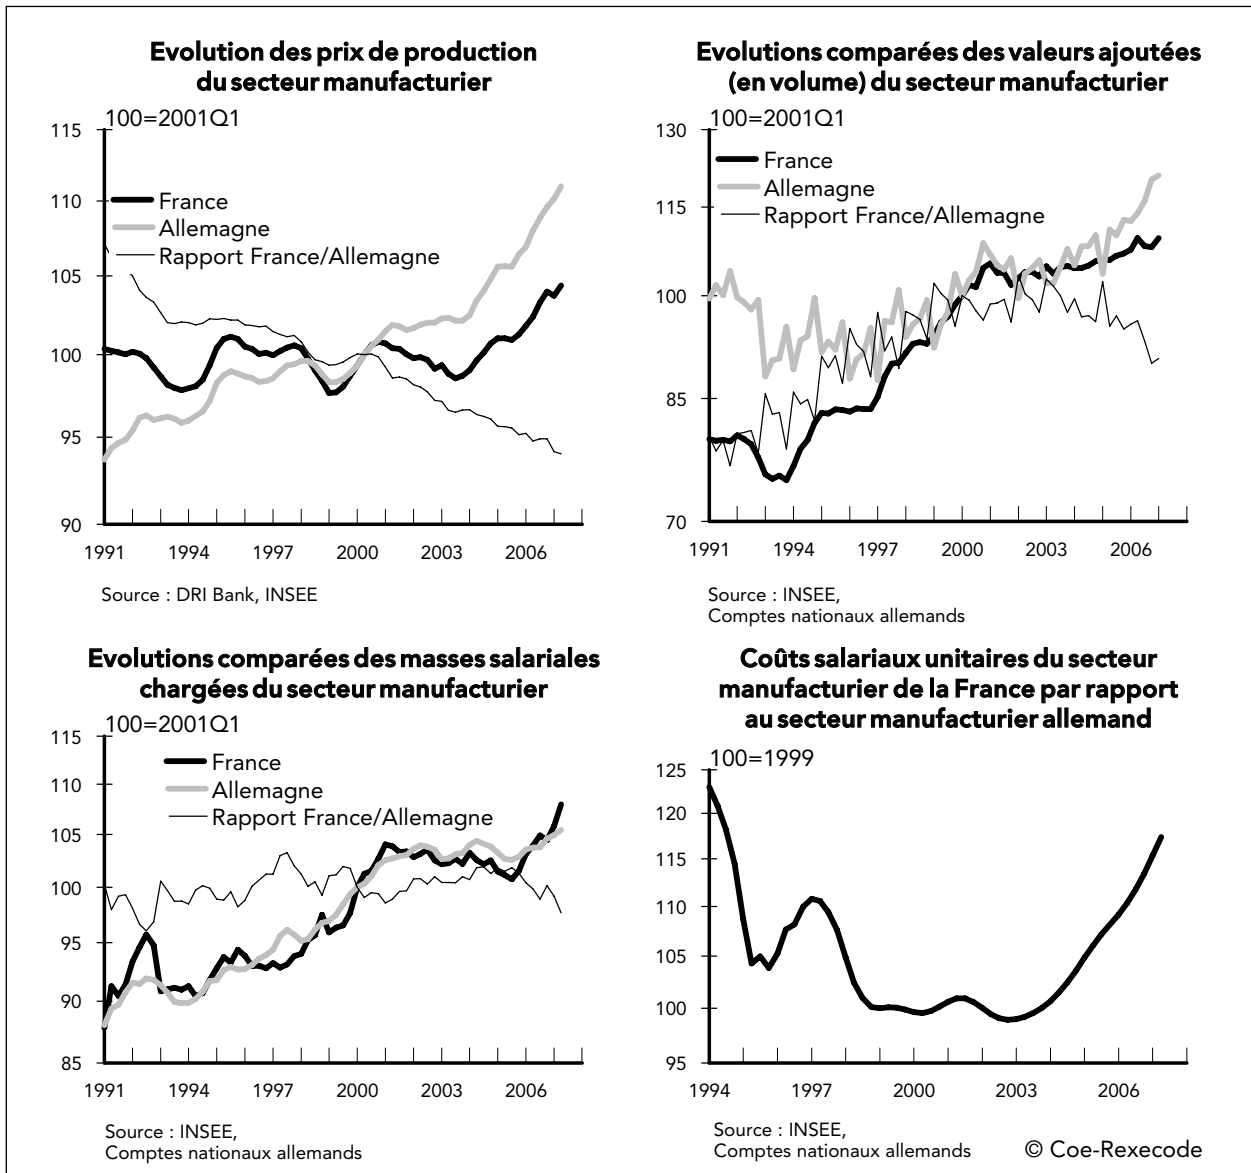 Evolution des prix de production
du secteur manufacturier
100=2001Q1
115
110
105
100
95
90
France
Allemagne
Rapport France/Allemagne
1991 1994 1997 2000 2003 2006
Source : DRI Bank, INSEE
Evolutions comparées des valeurs ajoutées
(en volume) du secteur manufacturier
100=2001Q1
130
115
100
85
70
France
Allemagne
Rapport France/Allemagne
1991 1994 1997 2000 2003 2006
Source : INSEE,
Comptes nationaux allemands
Evolutions comparées des masses salariales
chargées du secteur manufacturier
100=2001Q1
115
110
105
100
95
90
85
France
Allemagne
Rapport France/Allemagne
1991 1994 1997 2000 2003 2006
Source : INSEE,
Comptes nationaux allemands
Coûts salariaux unitaires du secteur
manufacturier de la France par rapport
au secteur manufacturier allemand
100=1999
125
120
115
110
105
100
95
1994 1997 2000 2003 2006
Source : INSEE,
Comptes nationaux allemands
© Coe-Rexecode